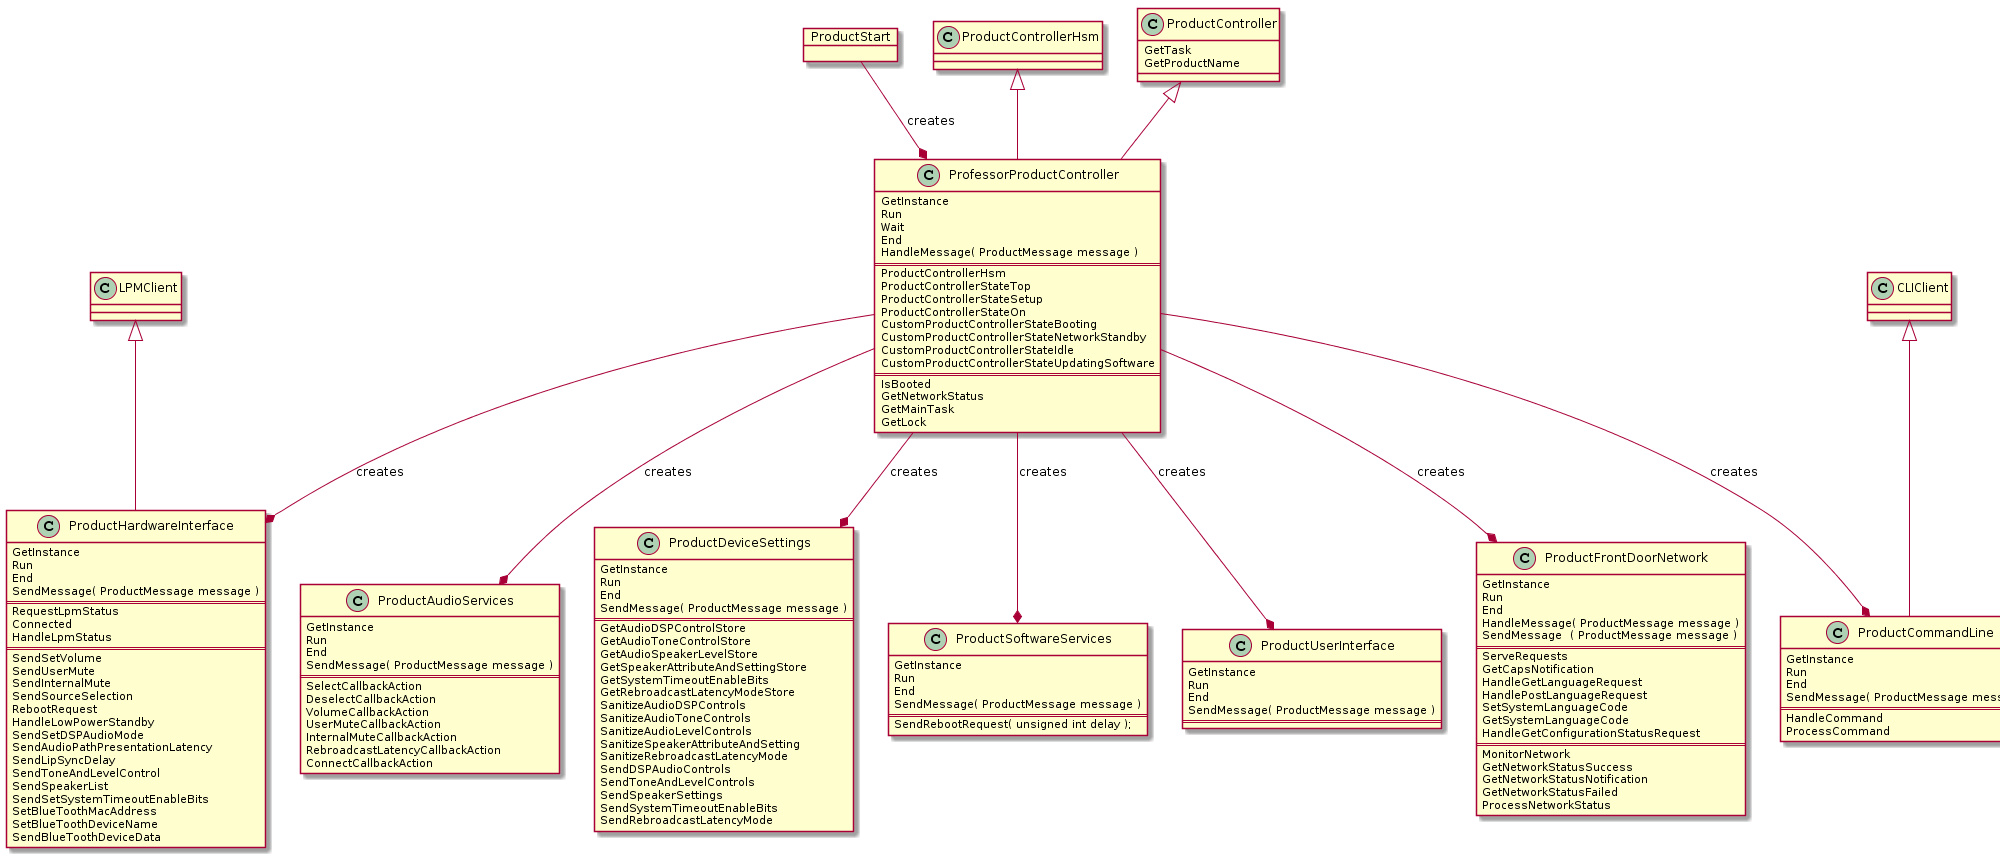 ProductStart
C ProductControllerHsm
C ProductController
GetTask
GetProductName
creates
C ProfessorProductController
GetInstance
Run
Wait
End
HandleMessage( ProductMessage message )
ProductControllerHsm
ProductControllerStateTop
ProductControllerStateSetup
ProductControllerStateOn
CustomProductControllerStateBooting
CustomProductControllerStateNetworkStandby
CustomProductControllerStateIdle
CustomProductControllerStateUpdatingSoftware
IsBooted
GetNetworkStatus
GetMainTask
GetLock
C LPMClient
C CLIClient
creates
creates
creates
creates
creates
creates
creates
C ProductHardwareInterface
GetInstance
Run
End
SendMessage( ProductMessage message )
RequestLpmStatus
Connected
HandleLpmStatus
SendSetVolume
SendUserMute
SendInternalMute
SendSourceSelection
RebootRequest
HandleLowPowerStandby
SendSetDSPAudioMode
SendAudioPathPresentationLatency
SendLipSyncDelay
SendToneAndLevelControl
SendSpeakerList
SendSetSystemTimeoutEnableBits
SetBlueToothMacAddress
SetBlueToothDeviceName
SendBlueToothDeviceData
C ProductAudioServices
GetInstance
Run
End
SendMessage( ProductMessage message )
SelectCallbackAction
DeselectCallbackAction
VolumeCallbackAction
UserMuteCallbackAction
InternalMuteCallbackAction
RebroadcastLatencyCallbackAction
ConnectCallbackAction
C ProductDeviceSettings
GetInstance
Run
End
SendMessage( ProductMessage message )
GetAudioDSPControlStore
GetAudioToneControlStore
GetAudioSpeakerLevelStore
GetSpeakerAttributeAndSettingStore
GetSystemTimeoutEnableBits
GetRebroadcastLatencyModeStore
SanitizeAudioDSPControls
SanitizeAudioToneControls
SanitizeAudioLevelControls
SanitizeSpeakerAttributeAndSetting
SanitizeRebroadcastLatencyMode
SendDSPAudioControls
SendToneAndLevelControls
SendSpeakerSettings
SendSystemTimeoutEnableBits
SendRebroadcastLatencyMode
C ProductSoftwareServices
GetInstance
Run
End
SendMessage( ProductMessage message )
SendRebootRequest( unsigned int delay );
C ProductUserInterface
GetInstance
Run
End
SendMessage( ProductMessage message )
C ProductFrontDoorNetwork
GetInstance
Run
End
HandleMessage( ProductMessage message )
SendMessage  ( ProductMessage message )
ServeRequests
GetCapsNotification
HandleGetLanguageRequest
HandlePostLanguageRequest
SetSystemLanguageCode
GetSystemLanguageCode
HandleGetConfigurationStatusRequest
MonitorNetwork
GetNetworkStatusSuccess
GetNetworkStatusNotification
GetNetworkStatusFailed
ProcessNetworkStatus
C ProductCommandLine
GetInstance
Run
End
SendMessage( ProductMessage mess
HandleCommand
ProcessCommand